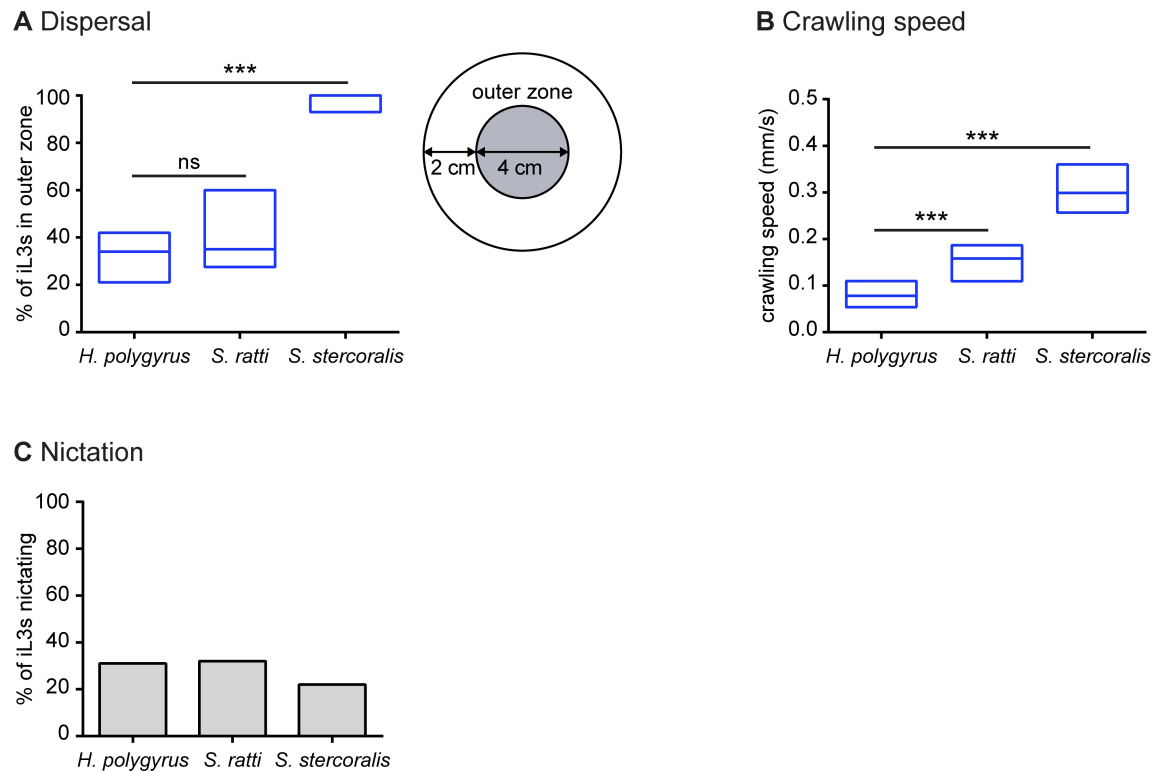 A Dispersal
% of iL3s in outer zone
100
80
60
40
20
0
***
ns
H. polygyrus
S. ratti
S. stercoralis
outer zone
2 cm
4 cm
B Crawling speed
crawling speed (mm/s)
0.5
0.4
0.3
0.2
0.1
0.0
***
***
H. polygyrus
S. ratti
S. stercoralis
C Nictation
% of iL3s nictating
100
80
60
40
20
0
H. polygyrus
S. ratti
S. stercoralis